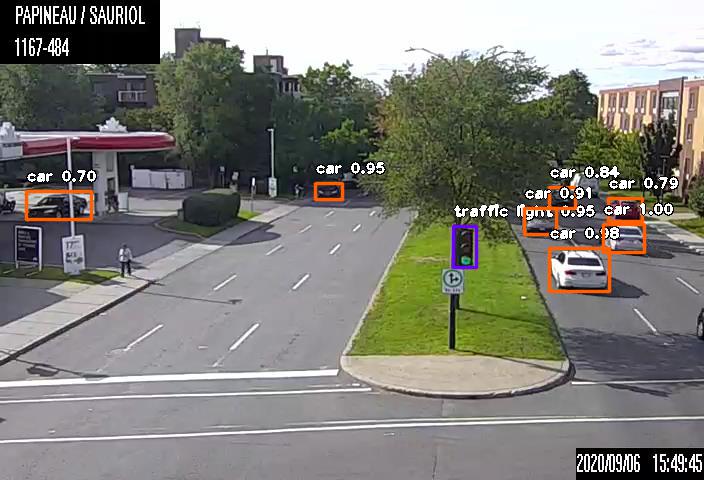 PAPINEAU / SAURIOL
1167-484
car 0.70
car 0.95
car 0.84
car 0.91
car 0.79
traffic light 0.95
car 1.00
car 0.98
2020/09/06 15:49:45